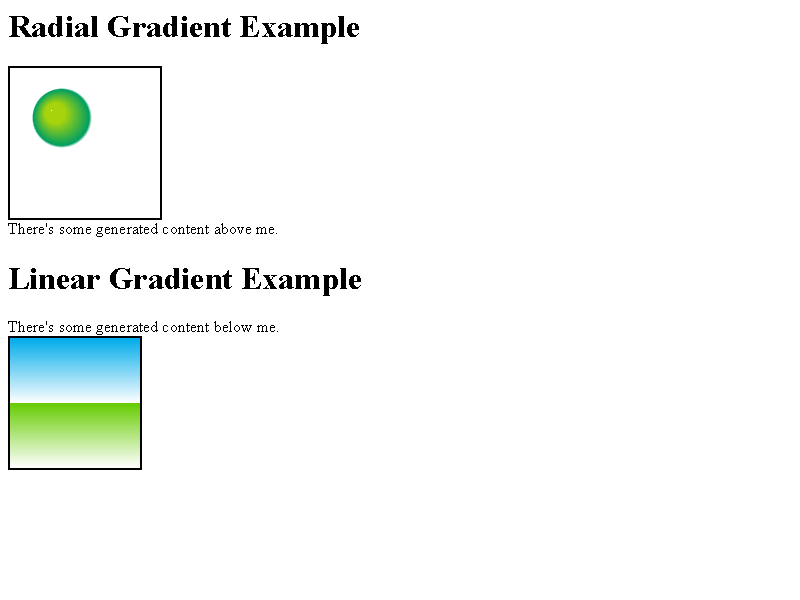 Radial Gradient Example
There's some generated content above me.
Linear Gradient Example
There's some generated content below me.